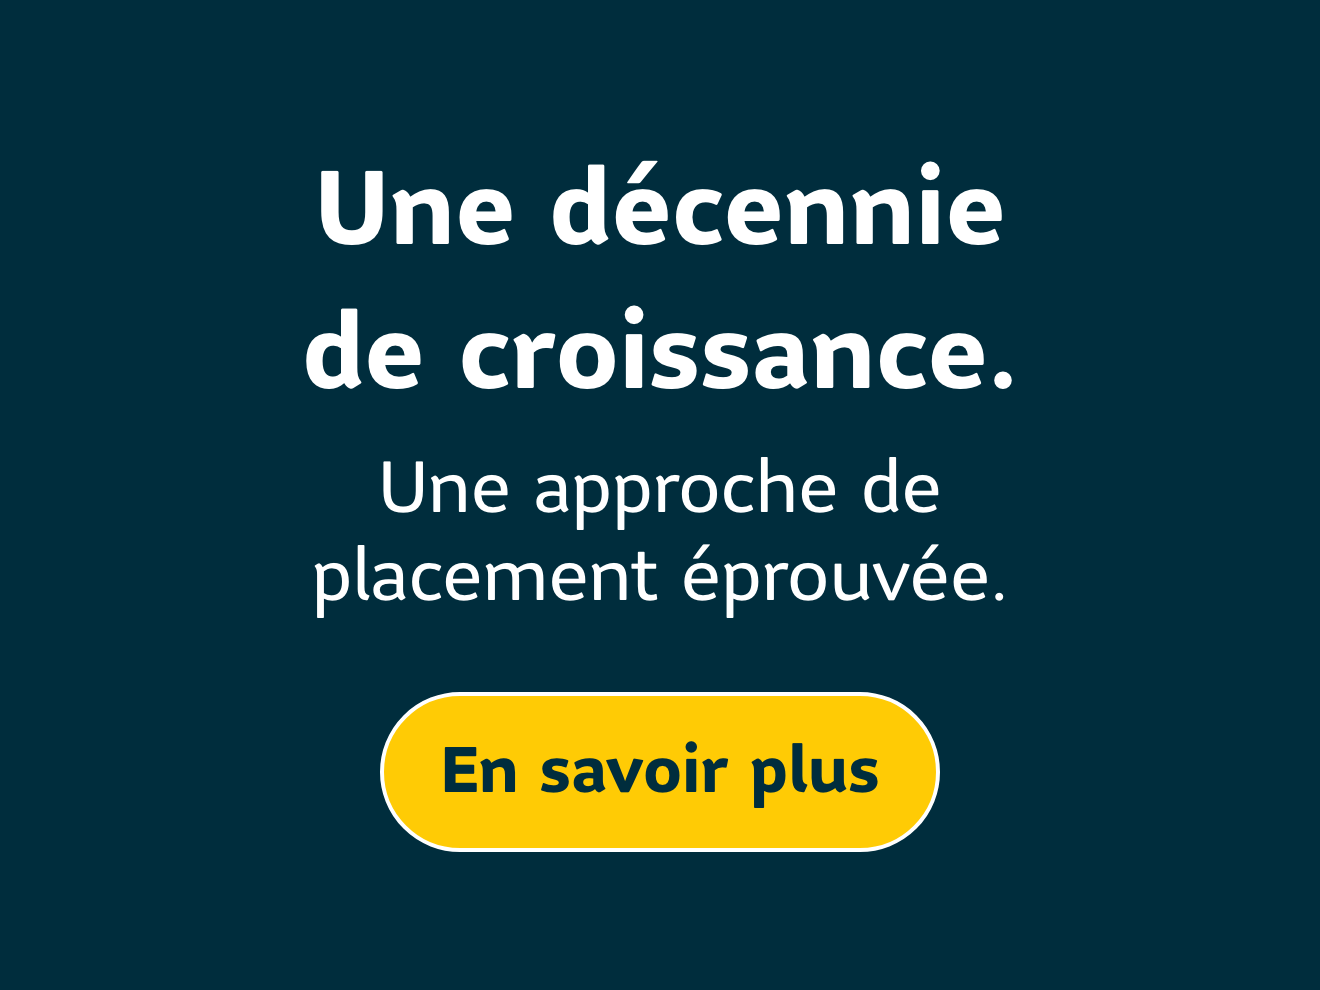 Une décennie
de croissance.
Une approche de
placement éprouvée.
En savoir plus